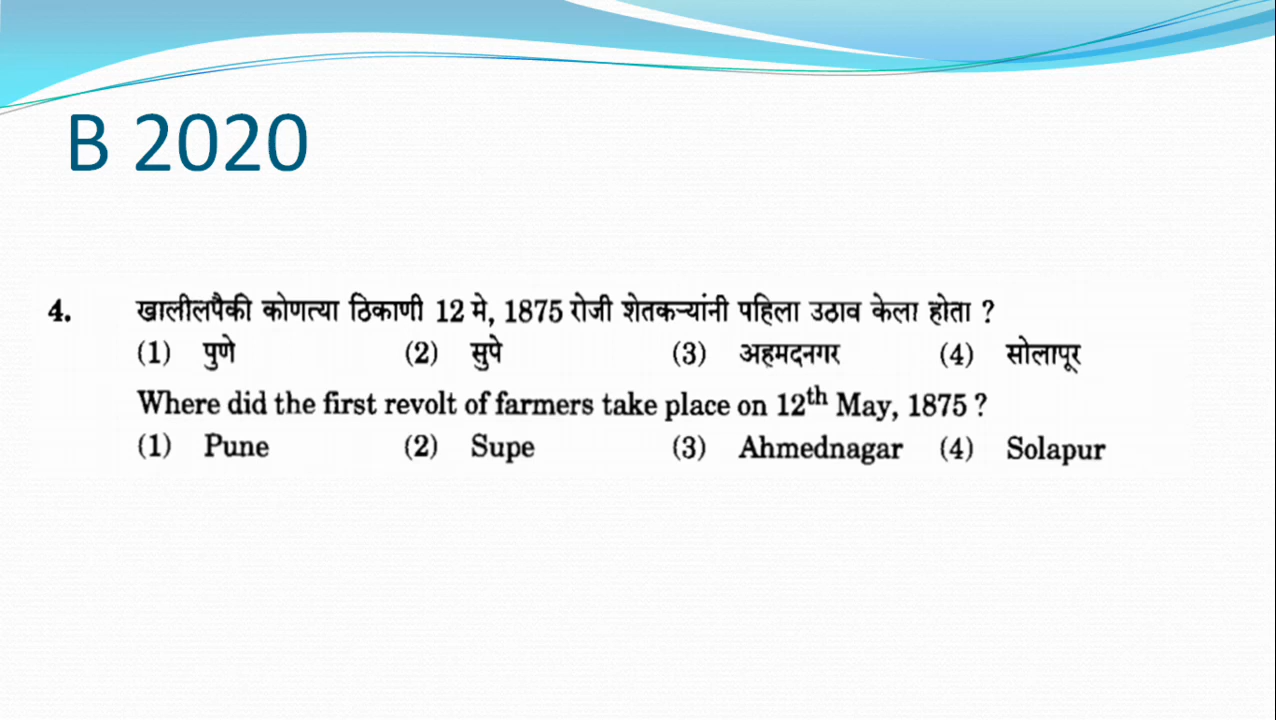 B 2020
4. खालीलपैकी कोणत्या ठिकाणी 12 मे, 1875 रोजी शेतकऱ्यांनी पहिला उठाव केला होता ?
(1) पुणे (2) सुपे (3) अहमदनगर (4) सोलापूर
Where did the first revolt of farmers take place on 12th May, 1875 ?
(1) Pune (2) Supe (3) Ahmednagar (4) Solapur